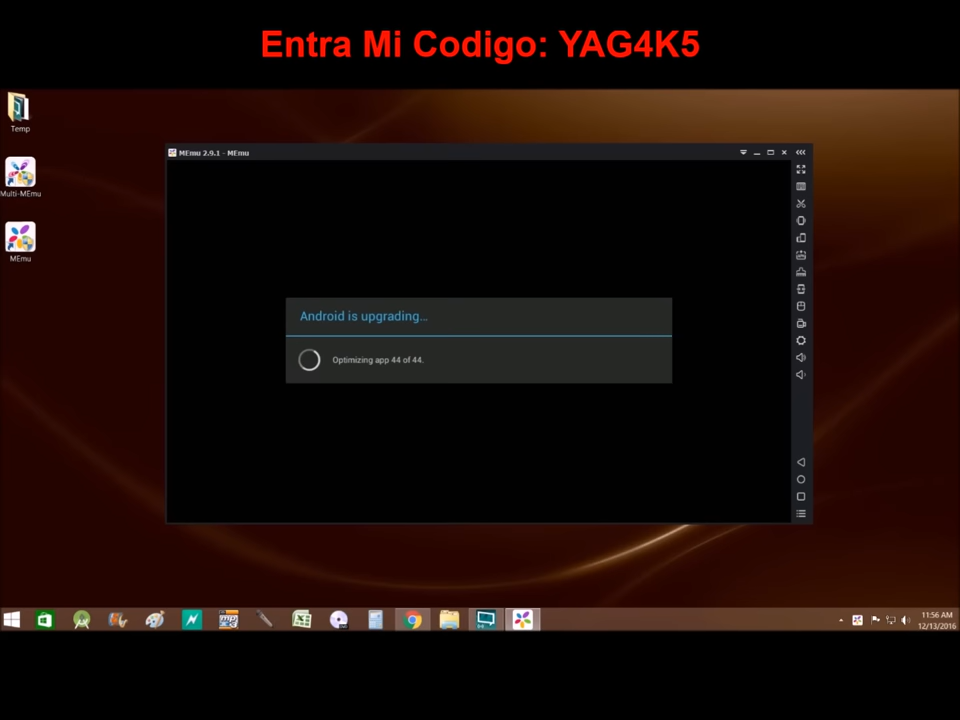 Entra Mi Codigo: YAG4K5
Temp
Multi-MEmu
MEmu
MEmu 2.9.1 - MEmu
Android is upgrading...
Optimizing app 44 of 44.
11:56 AM
12/13/2016